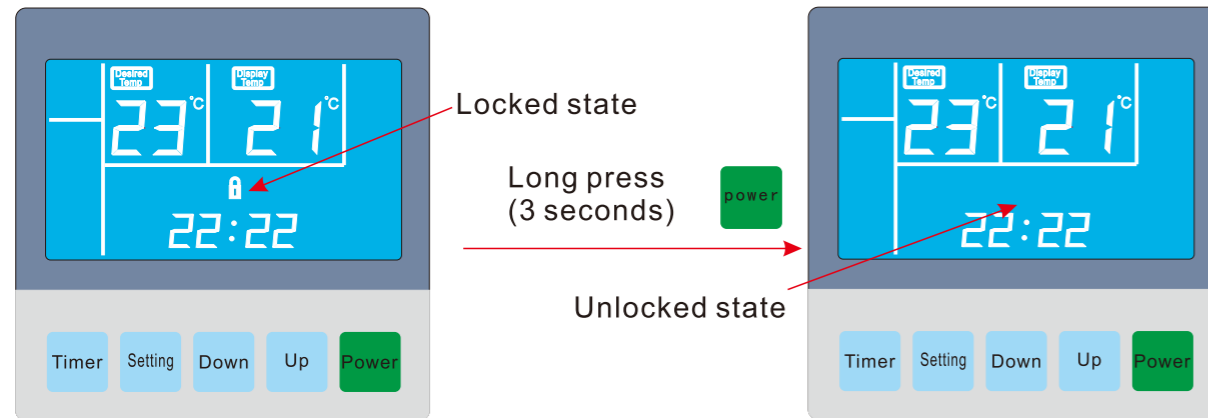 Desired
Temp
Display
Temp
23°C
21°C
22:22
Timer
Setting
Down
Up
Power
Locked state
Long press
(3 seconds)
power
Unlocked state
Desired
Temp
Display
Temp
23°C
21°C
22:22
Timer
Setting
Down
Up
Power